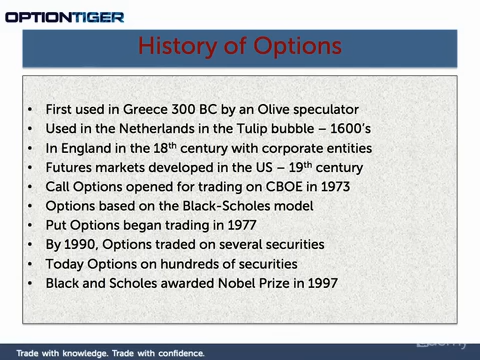 OPTIONTIGER
History of Options
• First used in Greece 300 BC by an Olive speculator
• Used in the Netherlands in the Tulip bubble – 1600's
• In England in the 18th century with corporate entities
• Futures markets developed in the US – 19th century
• Call Options opened for trading on CBOE in 1973
• Options based on the Black-Scholes model
• Put Options began trading in 1977
• By 1990, Options traded on several securities
• Today Options on hundreds of securities
• Black and Scholes awarded Nobel Prize in 1997
Trade with knowledge. Trade with confidence.